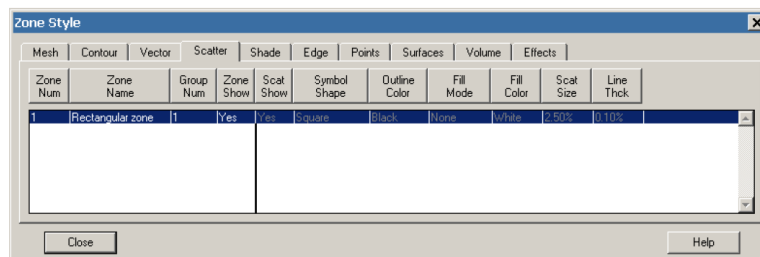 Zone Style
Mesh Contour Vector Scatter Shade Edge Points Surfaces Volume Effects
Zone Zone Group Zone Scat Symbol Outline Fill Fill Scat Line
Num Name Num Show Show Shape Color Mode Color Size Thck
1 Rectangular zone 1 Yes Yes Square Black None White 2.50% 0.10%
Close Help